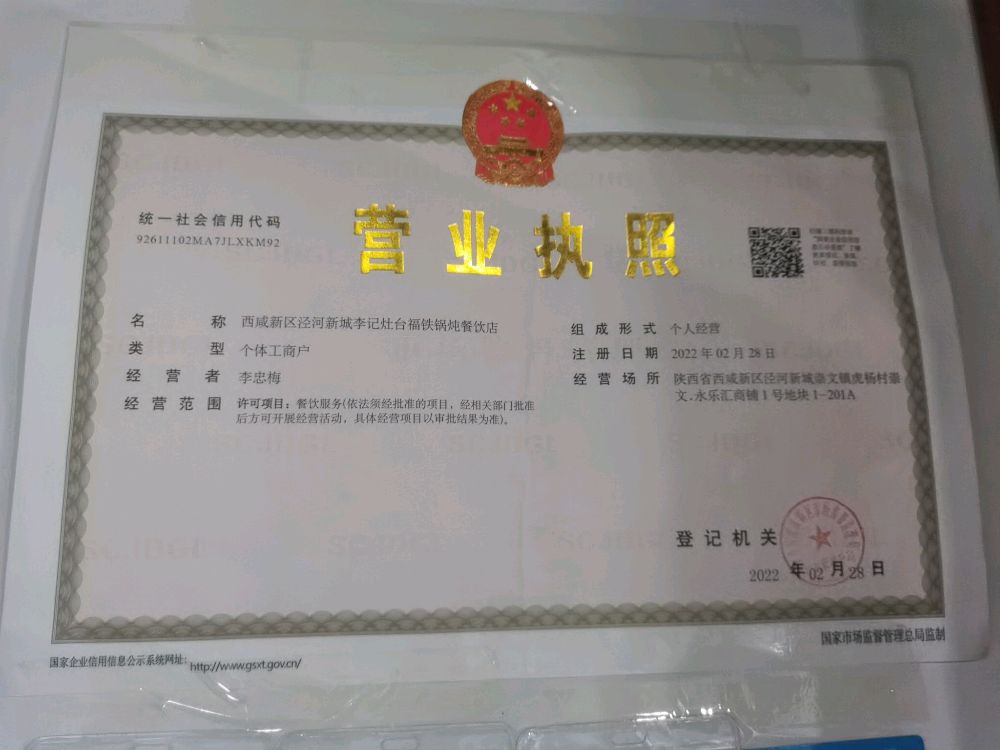 营业执照
统一社会信用代码
92611102MA7JLXKM92
名称 西咸新区泾河新城李记灶台福铁锅炖餐饮店
类型 个体工商户
经营者 李忠梅
经营范围 许可项目：餐饮服务(依法须经批准的项目，经相关部门批准
后方可开展经营活动，具体经营项目以审批结果为准)。
组成形式 个人经营
注册日期 2022年02月28日
经营场所 陕西省西咸新区泾河新城崇文镇虎杨村崇
文.永乐汇商铺1号地块1-201A
登记机关
2022年02月28日
国家企业信用信息公示系统网址：http://www.gsxt.gov.cn/
国家市场监督管理总局监制